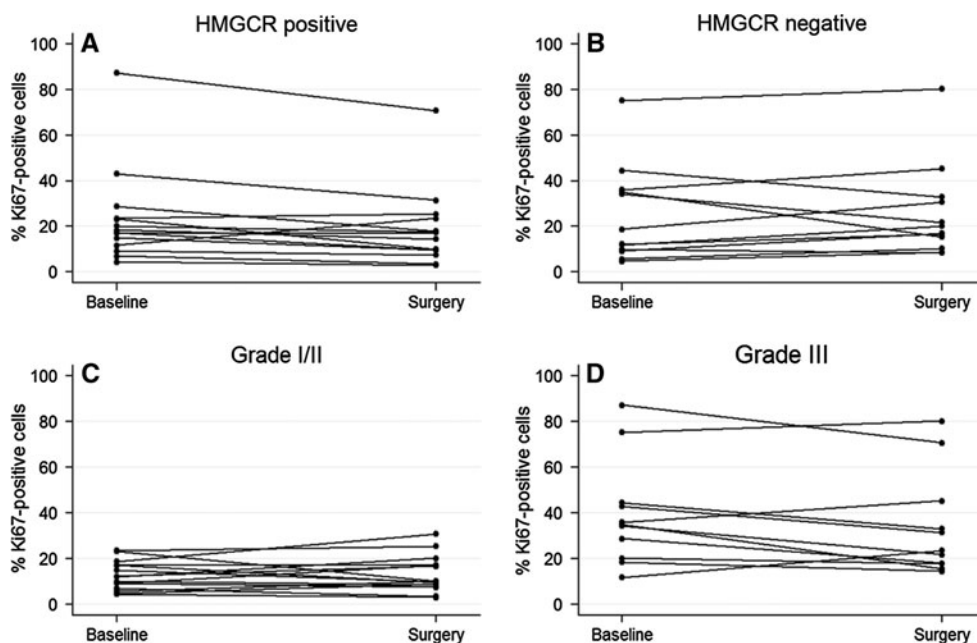 A HMGCR positive
100
80
60
40
20
0
% Ki67-positive cells
Baseline Surgery
B HMGCR negative
100
80
60
40
20
0
% Ki67-positive cells
Baseline Surgery
C Grade I/II
100
80
60
40
20
0
% Ki67-positive cells
Baseline Surgery
D Grade III
100
80
60
40
20
0
% Ki67-positive cells
Baseline Surgery